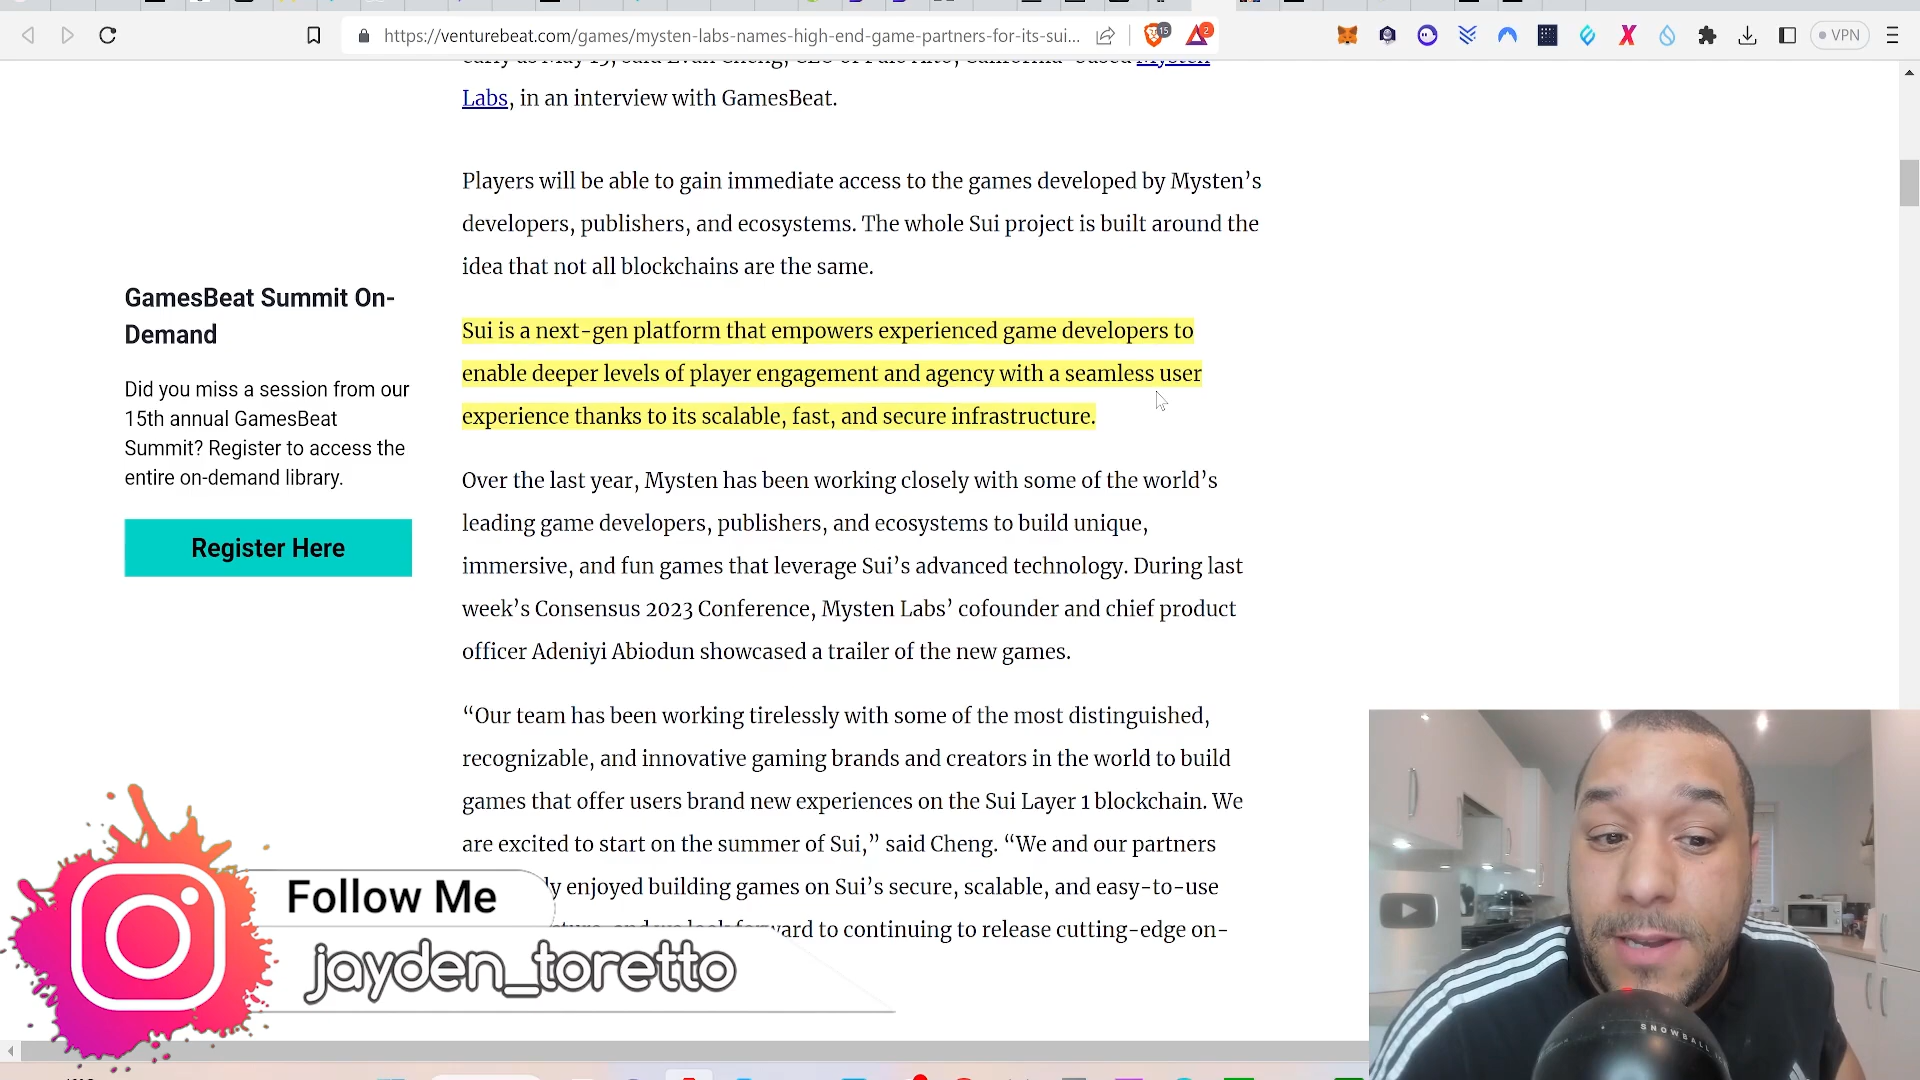 https://venturebeat.com/games/mysten-labs-names-high-end-game-partners-for-its-sui...
15
2
VPN
Labs, in an interview with GamesBeat.
Players will be able to gain immediate access to the games developed by Mysten’s
developers, publishers, and ecosystems. The whole Sui project is built around the
idea that not all blockchains are the same.
GamesBeat Summit On-
Demand
Did you miss a session from our
15th annual GamesBeat
Summit? Register to access the
entire on-demand library.
Register Here
Sui is a next-gen platform that empowers experienced game developers to
enable deeper levels of player engagement and agency with a seamless user
experience thanks to its scalable, fast, and secure infrastructure.
Over the last year, Mysten has been working closely with some of the world’s
leading game developers, publishers, and ecosystems to build unique,
immersive, and fun games that leverage Sui’s advanced technology. During last
week’s Consensus 2023 Conference, Mysten Labs’ cofounder and chief product
officer Adeniyi Abiodun showcased a trailer of the new games.
“Our team has been working tirelessly with some of the most distinguished,
recognizable, and innovative gaming brands and creators in the world to build
games that offer users brand new experiences on the Sui Layer 1 blockchain. We
are excited to start on the summer of Sui,” said Cheng. “We and our partners
enjoyed building games on Sui’s secure, scalable, and easy-to-use
forward to continuing to release cutting-edge on-
Follow Me
jayden_toretto
SNOWBALL